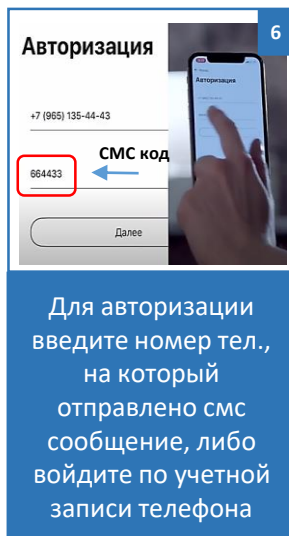 6
Авторизация
Авторизация
+7 (965) 135-44-43
СМС код
664433
Далее
Для авторизации
введите номер тел.,
на который
отправлено смс
сообщение, либо
войдите по учетной
записи телефона